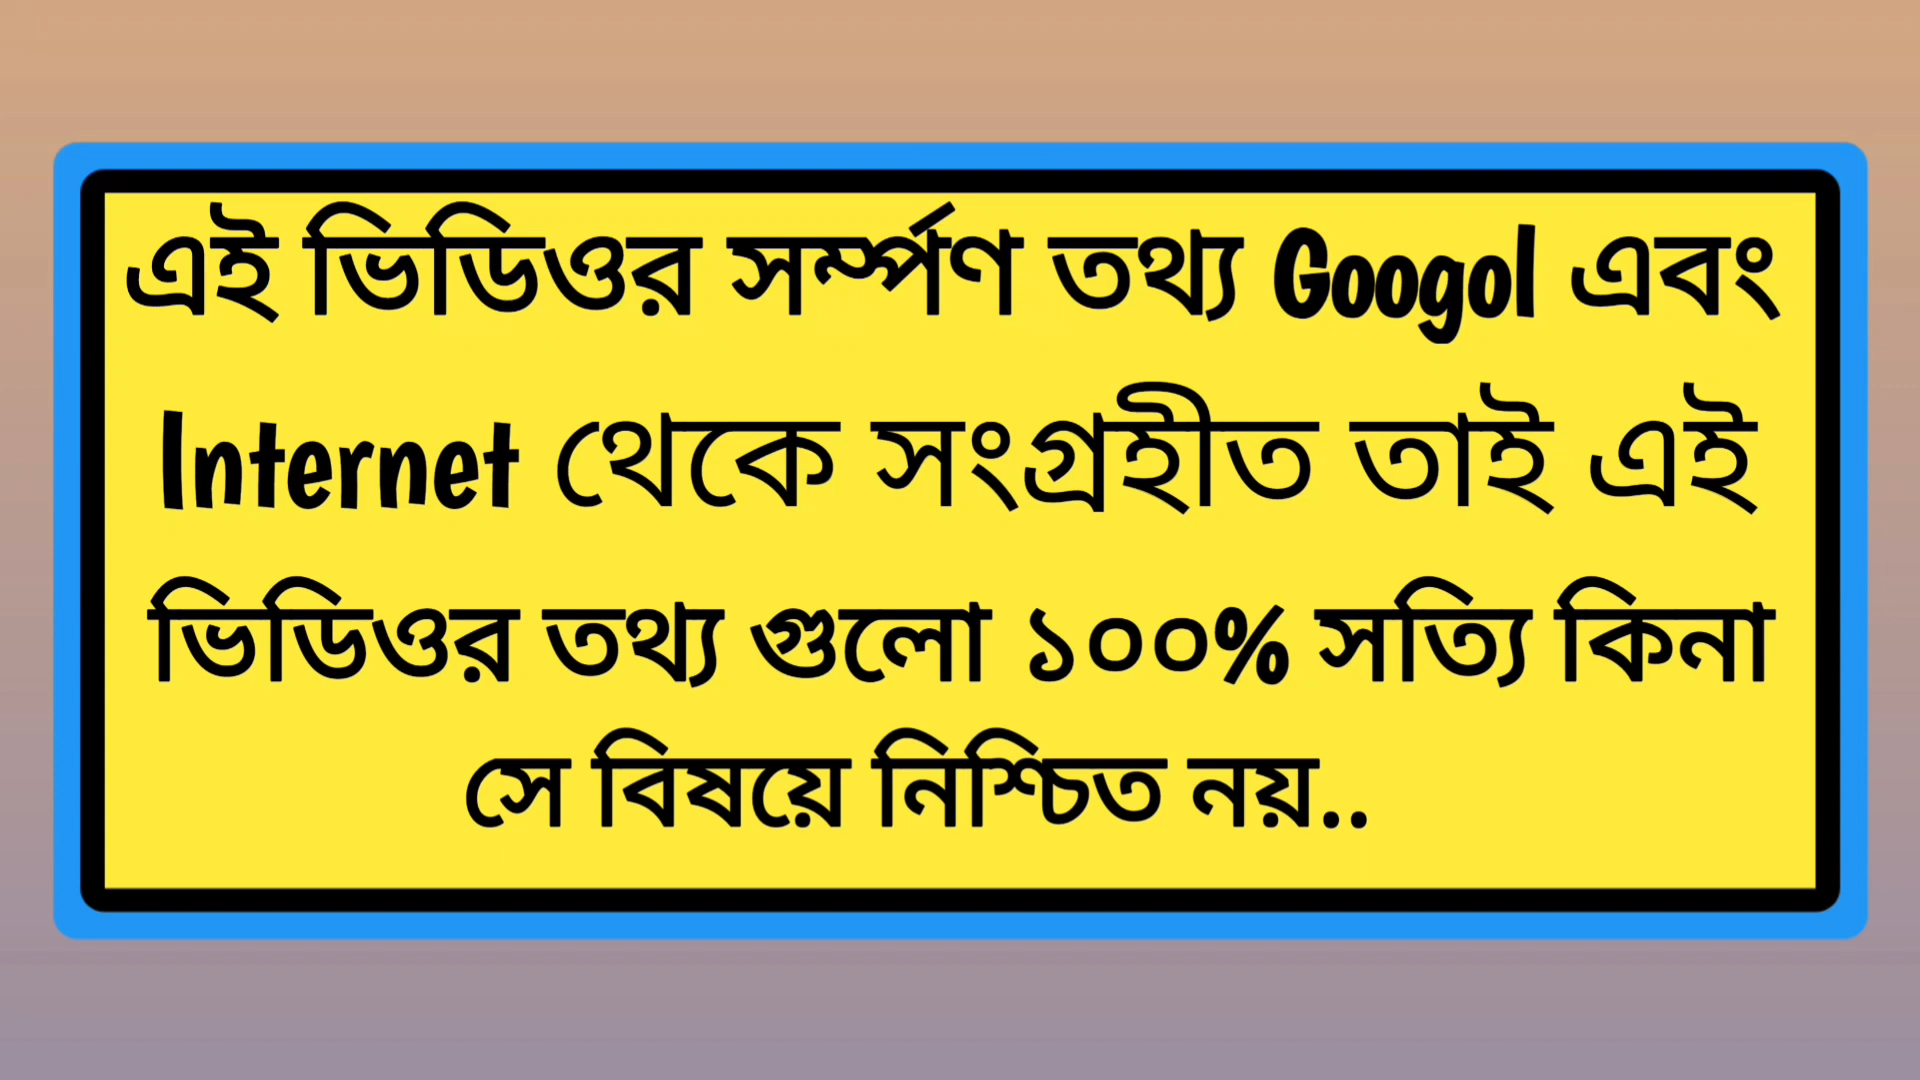 এই ভিডিওর সর্ম্পণ তথ্য Googol এবং
Internet থেকে সংগ্রহীত তাই এই
ভিডিওর তথ্য গুলো ১০০% সত্যি কিনা
সে বিষয়ে নিশ্চিত নয়..